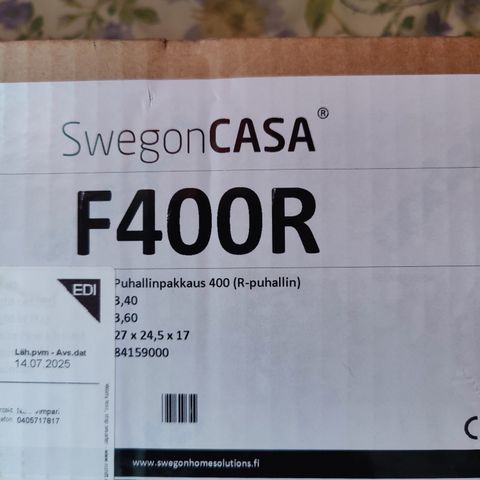 SwegonCASA®
F400R
Puhallinpakkaus 400 (R-puhallin)
EDI
3,40
3,60
27 x 24,5 x 17
Läh.pvm - Avs.dat
84159000
14.07.2025
0405717817
www.swegonhomesolutions.fi